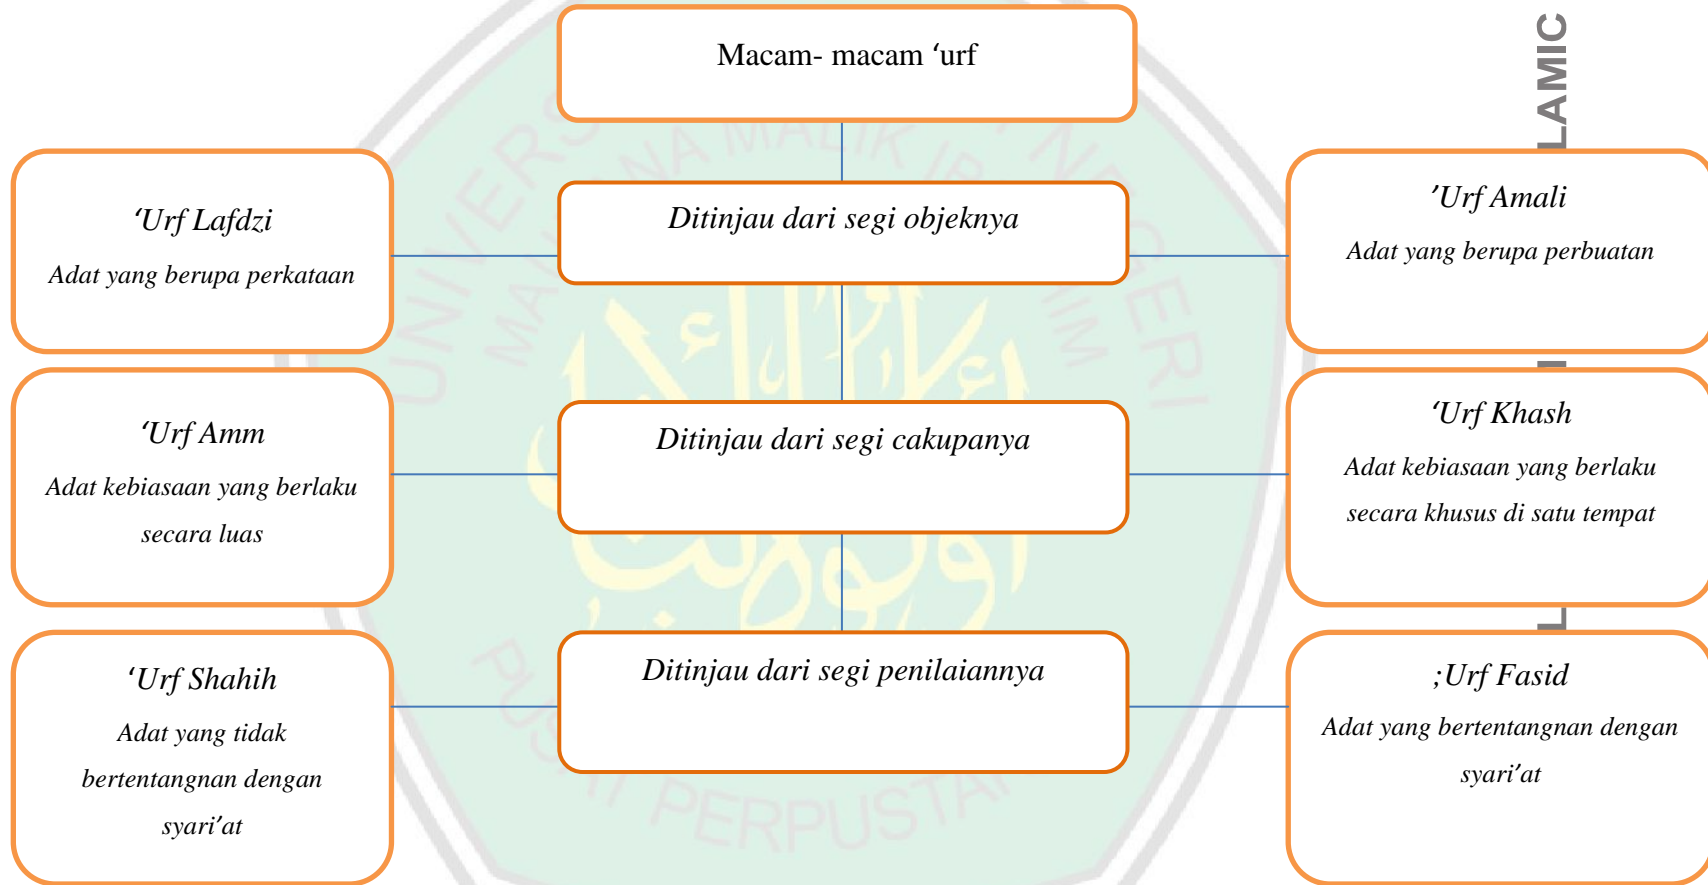 Macam- macam ‘urf
‘Urf Lafdzi
Adat yang berupa perkataan
Ditinjau dari segi objeknya
’Urf Amali
Adat yang berupa perbuatan
‘Urf Amm
Adat kebiasaan yang berlaku
secara luas
Ditinjau dari segi cakupanya
‘Urf Khash
Adat kebiasaan yang berlaku
secara khusus di satu tempat
‘Urf Shahih
Adat yang tidak
bertentangnan dengan
syari’at
Ditinjau dari segi penilaiannya
;Urf Fasid
Adat yang bertentangnan dengan
syari’at
LAMIC